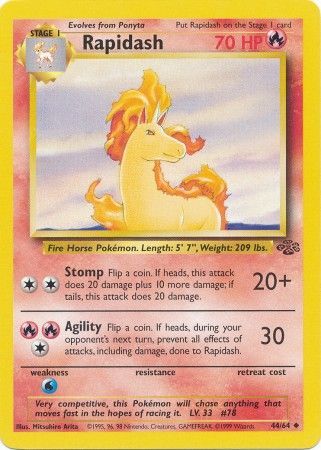 Evolves from Ponyta Put Rapidash on the Stage 1 card
STAGE 1
Rapidash 70 HP
Fire Horse Pokémon. Length: 5' 7", Weight: 209 lbs.
Stomp Flip a coin. If heads, this attack
does 20 damage plus 10 more damage; if
tails, this attack does 20 damage.
20+
Agility Flip a coin. If heads, during your
opponent's next turn, prevent all effects of
attacks, including damage, done to Rapidash.
30
weakness resistance retreat cost
Very competitive, this Pokémon will chase anything that
moves fast in the hopes of racing it. LV. 33 #78
Illus. Mitsuhiro Arita ©1995, 96, 98 Nintendo, Creatures, GAMEFREAK. ©1999 Wizards 44/64